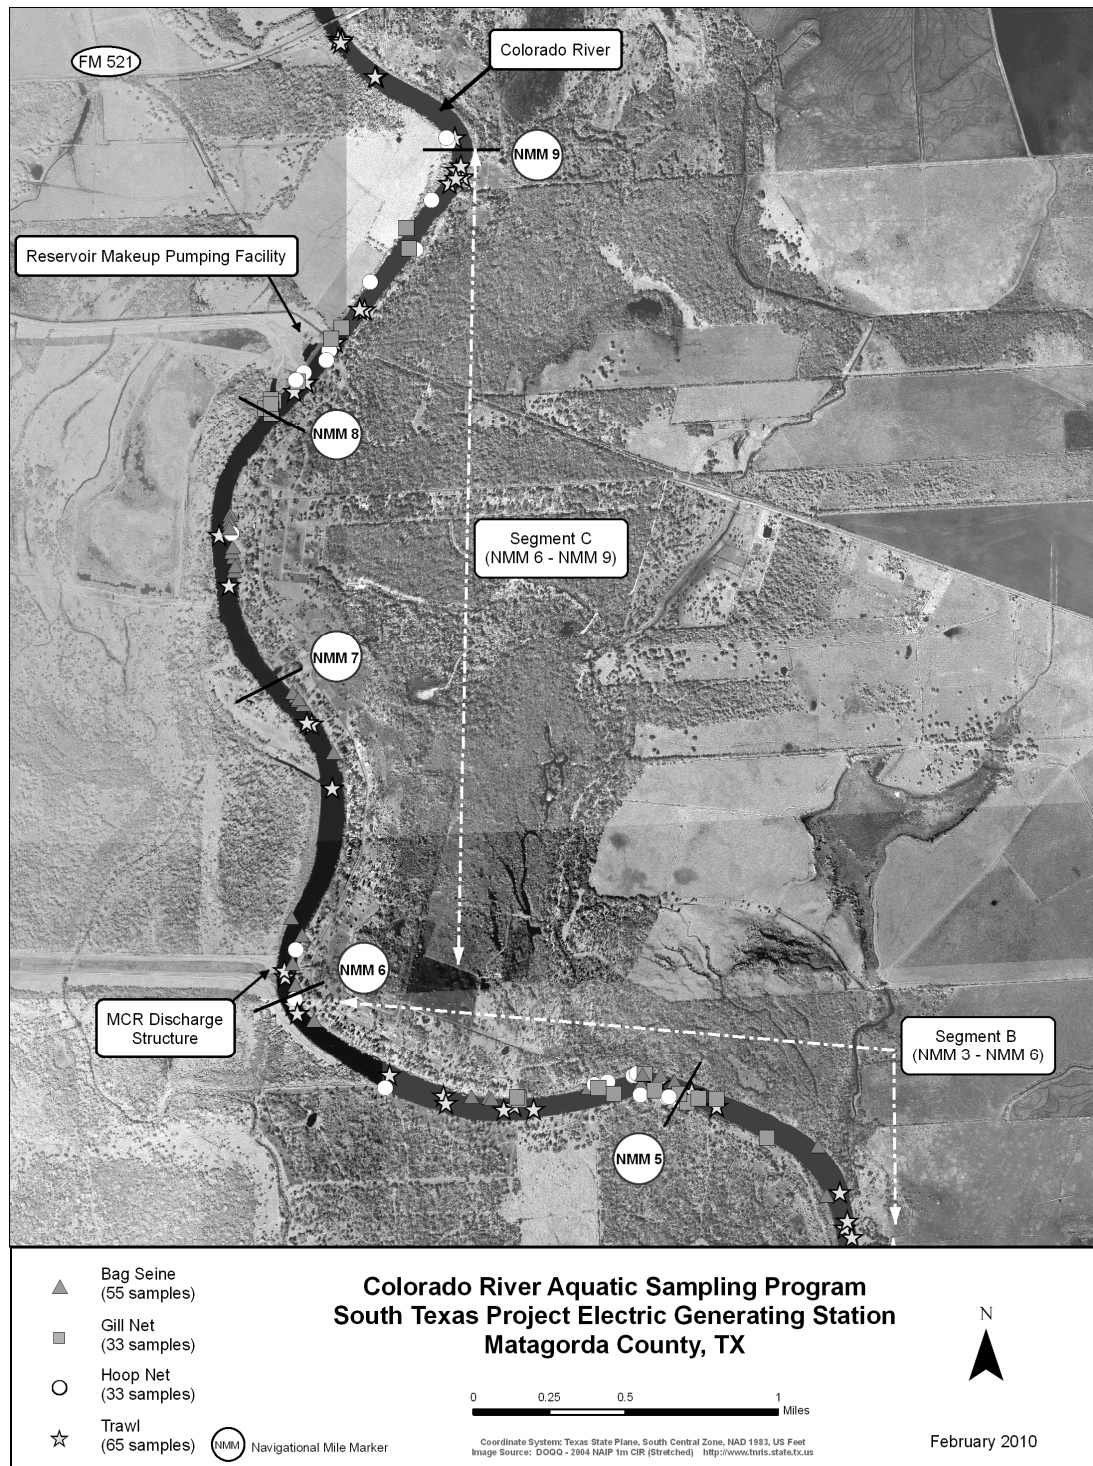 FM 521
Colorado River
NMM 9
Reservoir Makeup Pumping Facility
NMM 8
Segment C
(NMM 6 - NMM 9)
NMM 7
NMM 6
MCR Discharge
Structure
Segment B
(NMM 3 - NMM 6)
NMM 5
Bag Seine
(55 samples)
Gill Net
(33 samples)
Hoop Net
(33 samples)
Trawl
(65 samples)
NMM
Navigational Mile Marker
Colorado River Aquatic Sampling Program
South Texas Project Electric Generating Station
Matagorda County, TX
0 0.25 0.5 1
Miles
Coordinate System: Texas State Plane, South Central Zone, NAD 1983, US Feet
Image Source: DOQQ - 2004 NAIP 1m CIR (Stretched) http://www.tnris.state.tx.us
N
February 2010